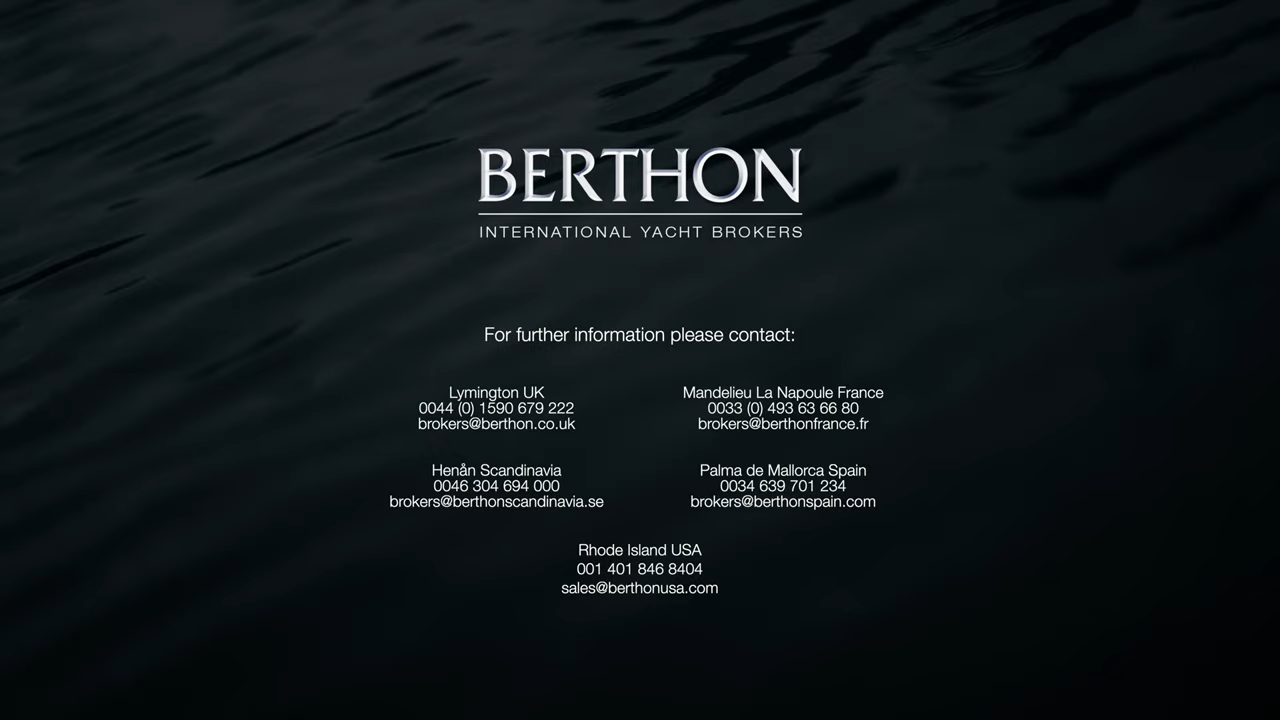 BERTHON
INTERNATIONAL YACHT BROKERS
For further information please contact:
Lymington UK
0044 (0) 1590 679 222
brokers@berthon.co.uk
Mandelieu La Napoule France
0033 (0) 493 63 66 80
brokers@berthonfrance.fr
Henån Scandinavia
0046 304 694 000
brokers@berthonscandinavia.se
Palma de Mallorca Spain
0034 639 701 234
brokers@berthonspain.com
Rhode Island USA
001 401 846 8404
sales@berthonusa.com